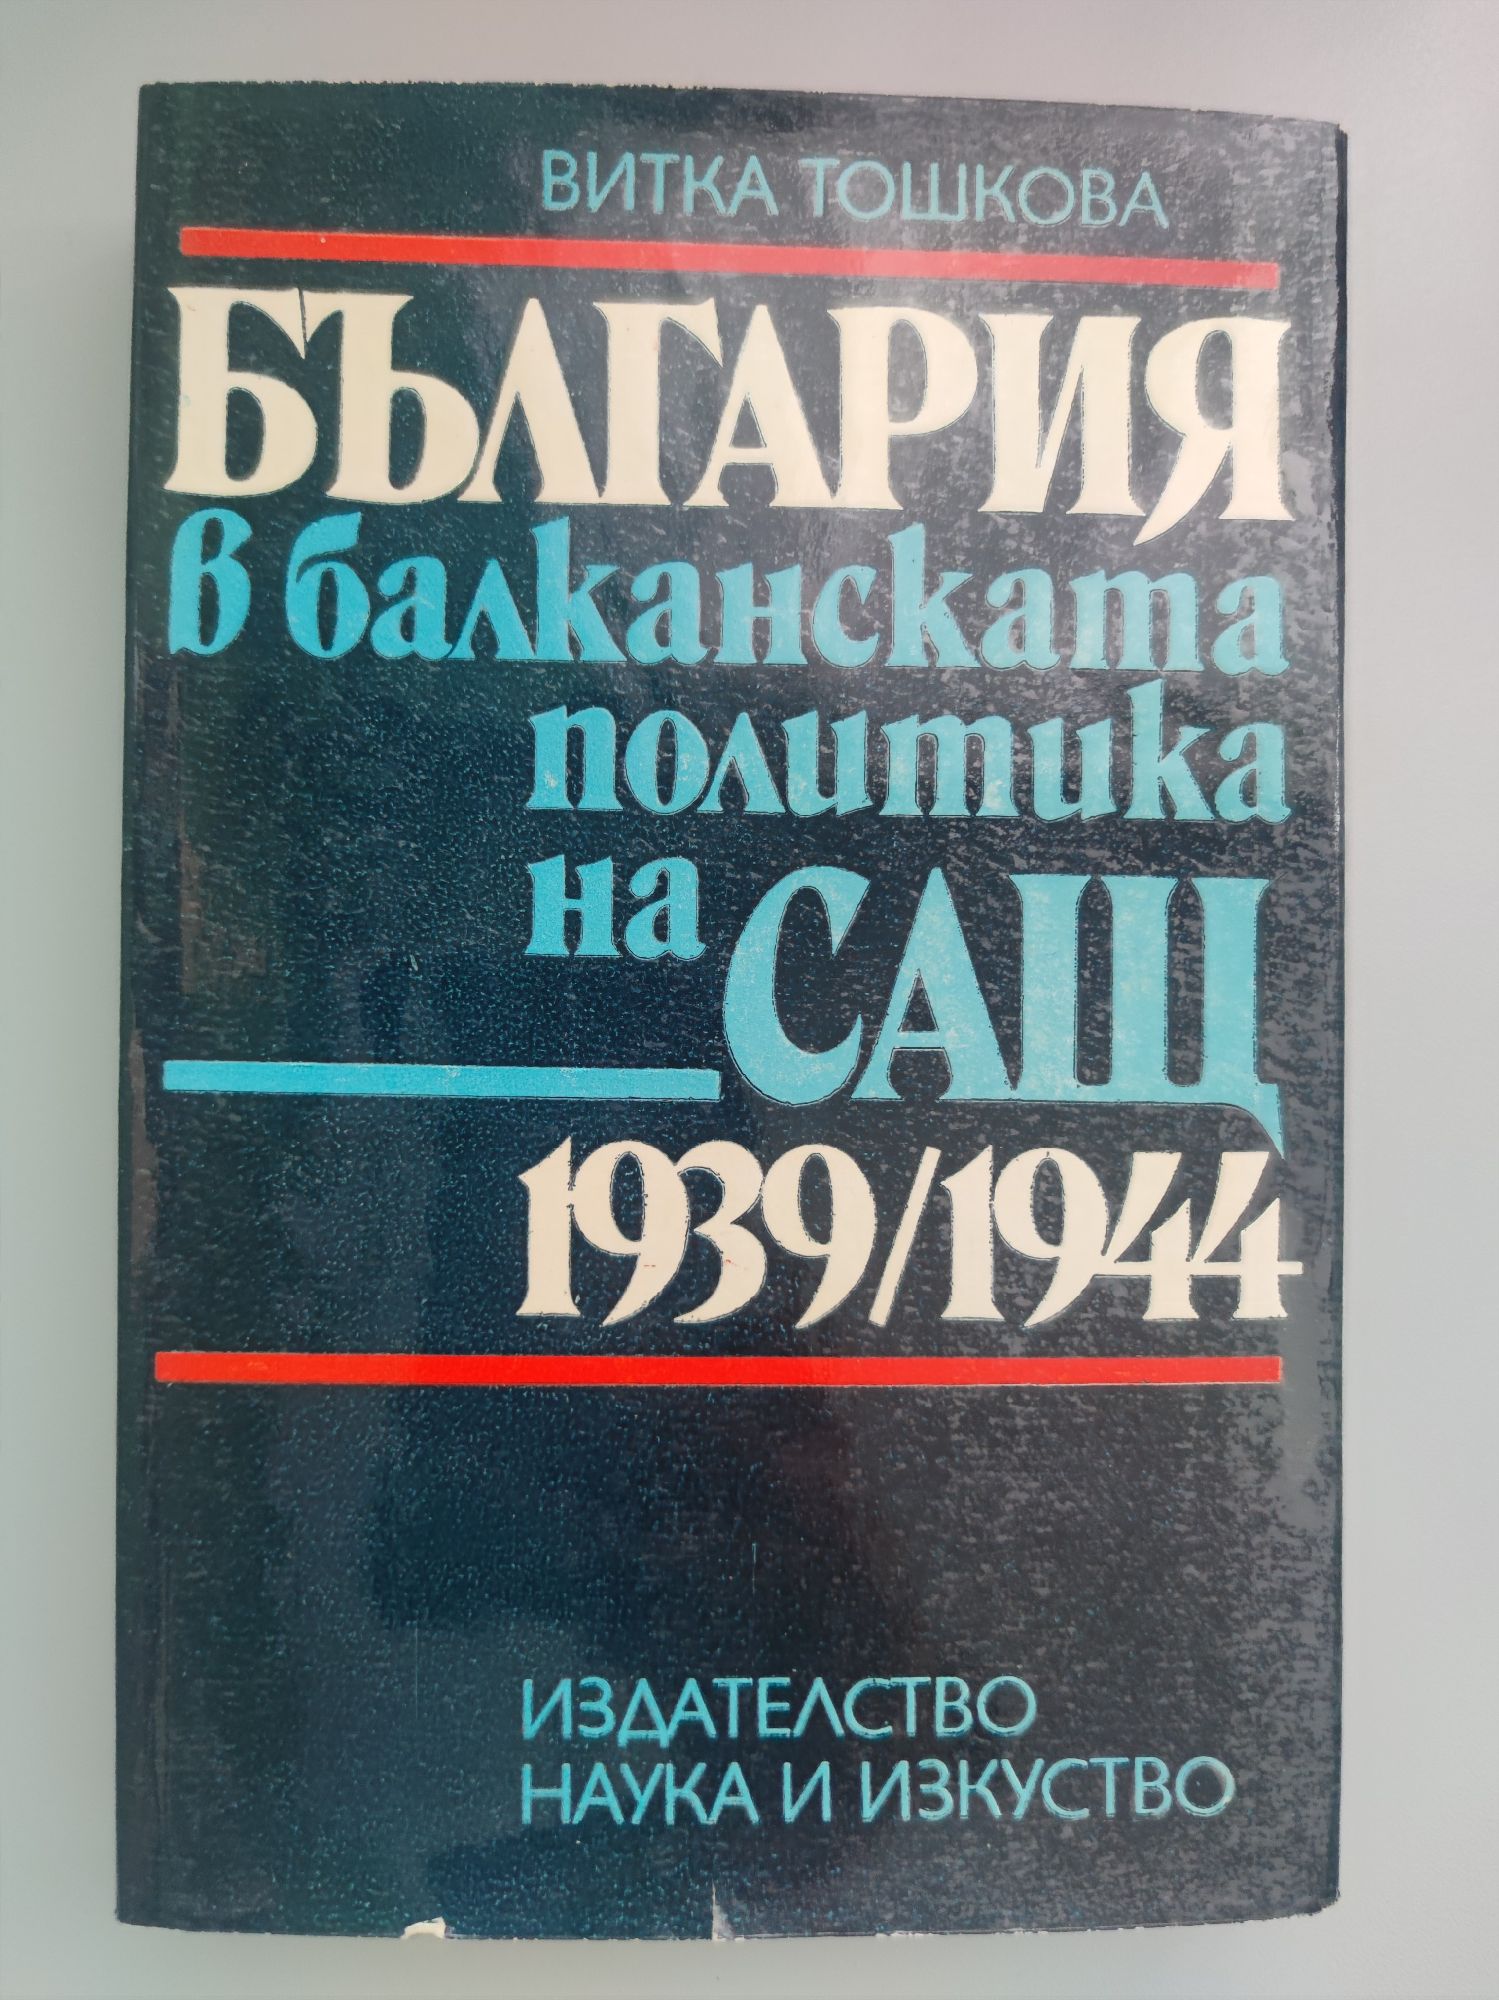 ВИТКА ТОШКОВА
БЪЛГАРИЯ
в балканската
политика
на САЩ
1939/1944
ИЗДАТЕЛСТВО
НАУКА И ИЗКУСТВО